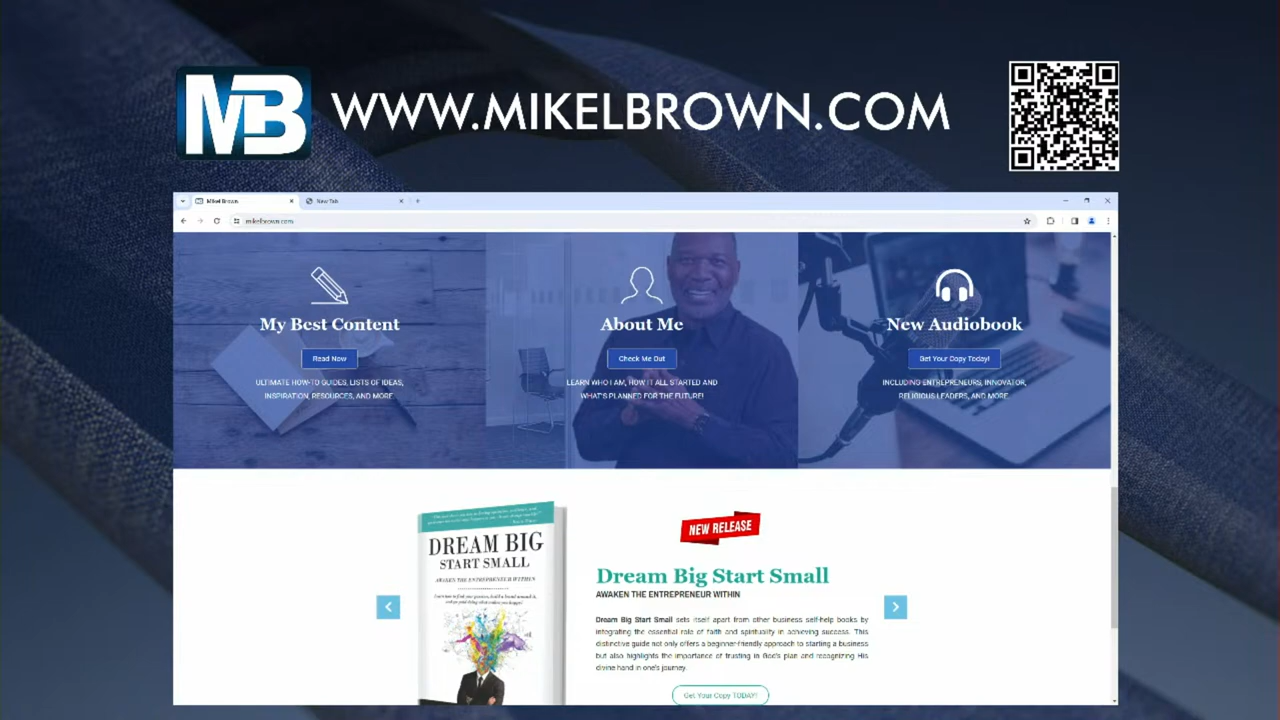 MB
WWW.MIKELBROWN.COM
Mikel Brown
New Tab
mikelbrown.com
My Best Content
Read Now
ULTIMATE HOW-TO GUIDES, LISTS OF IDEAS,
INSPIRATION, RESOURCES, AND MORE.
About Me
Check Me Out
LEARN WHO I AM, HOW IT ALL STARTED AND
WHAT'S PLANNED FOR THE FUTURE!
New Audiobook
Get Your Copy Today!
INCLUDING ENTREPRENEURS, INNOVATOR,
RELIGIOUS LEADERS, AND MORE.
DREAM BIG
START SMALL
AWAKEN THE ENTREPRENEUR WITHIN
NEW RELEASE
Dream Big Start Small
AWAKEN THE ENTREPRENEUR WITHIN
Dream Big Start Small sets itself apart from other business self-help books by
integrating the essential role of faith and spirituality in achieving success. This
distinctive guide not only offers a beginner-friendly approach to starting a business
but also highlights the importance of trusting in God's plan and recognizing His
divine hand in one's journey.
Get Your Copy TODAY!